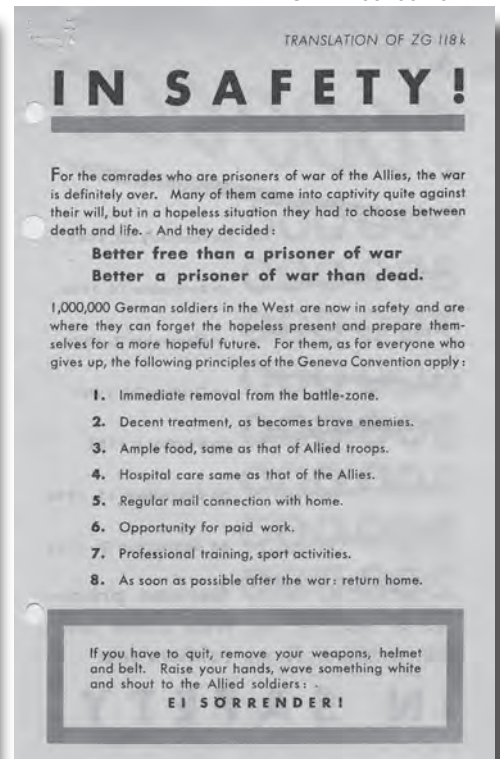 TRANSLATION OF ZG 118k
IN SAFETY!
For the comrades who are prisoners of war of the Allies, the war
is definitely over. Many of them came into captivity quite against
their will, but in a hopeless situation they had to choose between
death and life. And they decided:
Better free than a prisoner of war
Better a prisoner of war than dead.
1,000,000 German soldiers in the West are now in safety and are
where they can forget the hopeless present and prepare them-
selves for a more hopeful future. For them, as for everyone who
gives up, the following principles of the Geneva Convention apply:
1. Immediate removal from the battle-zone.
2. Decent treatment, as becomes brave enemies.
3. Ample food, same as that of Allied troops.
4. Hospital care same as that of the Allies.
5. Regular mail connection with home.
6. Opportunity for paid work.
7. Professional training, sport activities.
8. As soon as possible after the war: return home.
If you have to quit, remove your weapons, helmet
and belt. Raise your hands, wave something white
and shout to the Allied soldiers:
EI SÖRRENDER!